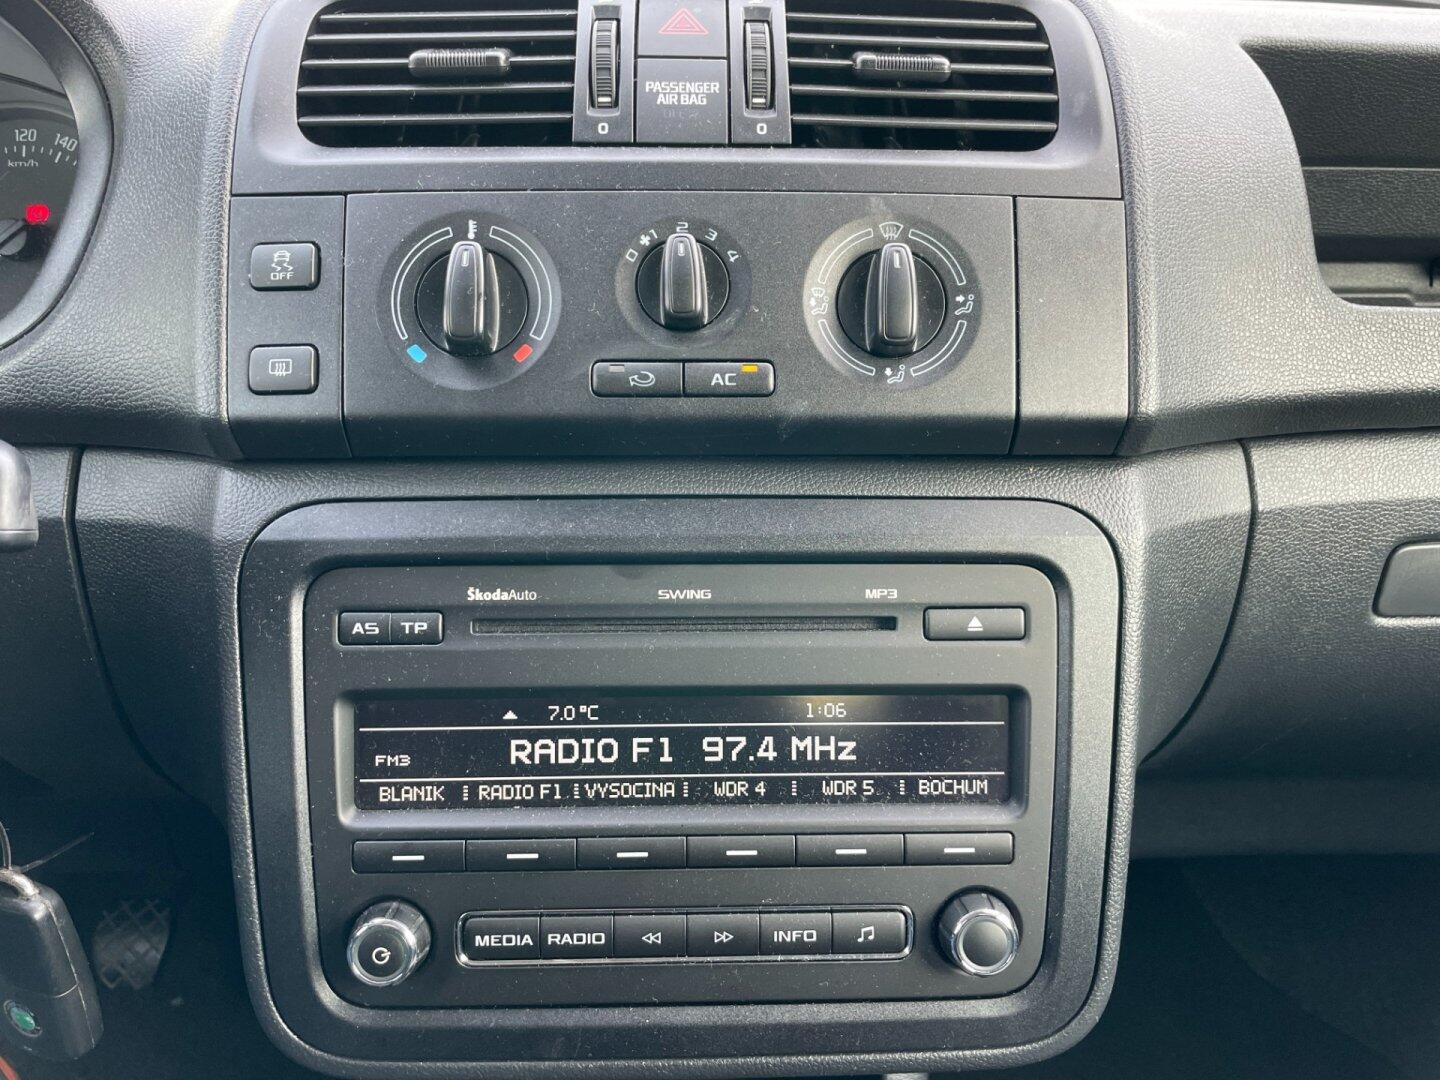 120 140
km/h
PASSENGER
AIR BAG
OFF
0 0
0 1 2 3 4
OFF
AC
ŠkodaAuto SWING MP3
AS TP
7.0°C 1:06
FM3 RADIO F1 97.4 MHz
BLANIK RADIO F1 VYSOCINA WDR 4 WDR 5 BOCHUM
MEDIA RADIO INFO